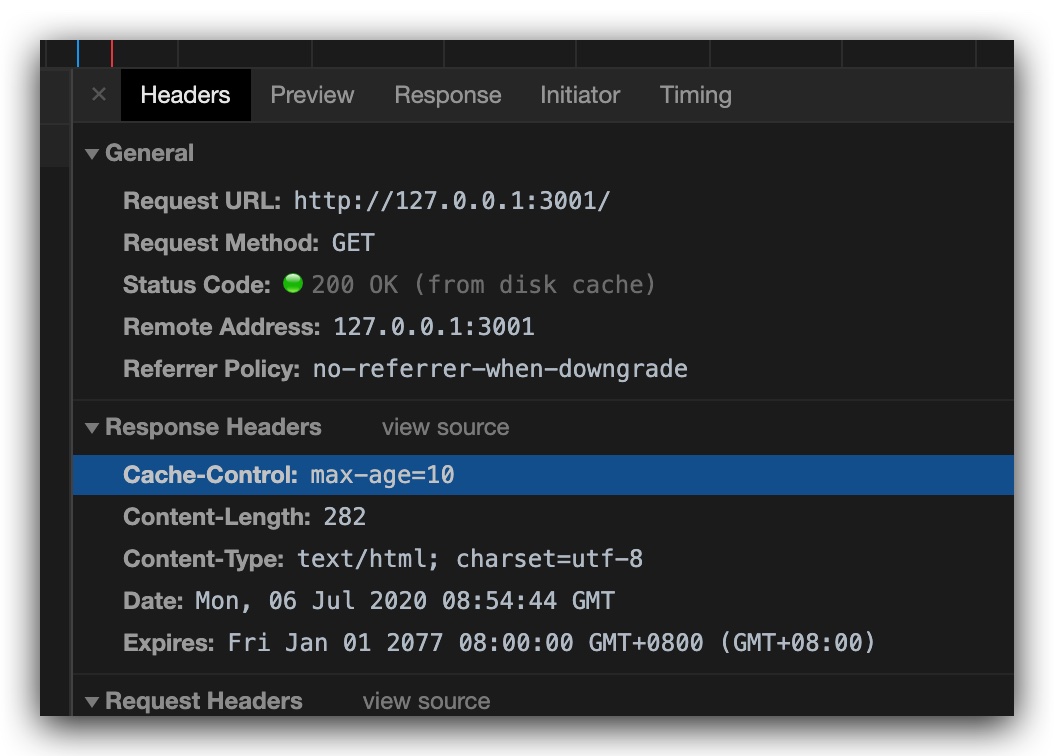 × Headers Preview Response Initiator Timing
▼ General
Request URL: http://127.0.0.1:3001/
Request Method: GET
Status Code: 200 OK (from disk cache)
Remote Address: 127.0.0.1:3001
Referrer Policy: no-referrer-when-downgrade
▼ Response Headers view source
Cache-Control: max-age=10
Content-Length: 282
Content-Type: text/html; charset=utf-8
Date: Mon, 06 Jul 2020 08:54:44 GMT
Expires: Fri Jan 01 2077 08:00:00 GMT+0800 (GMT+08:00)
▼ Request Headers view source